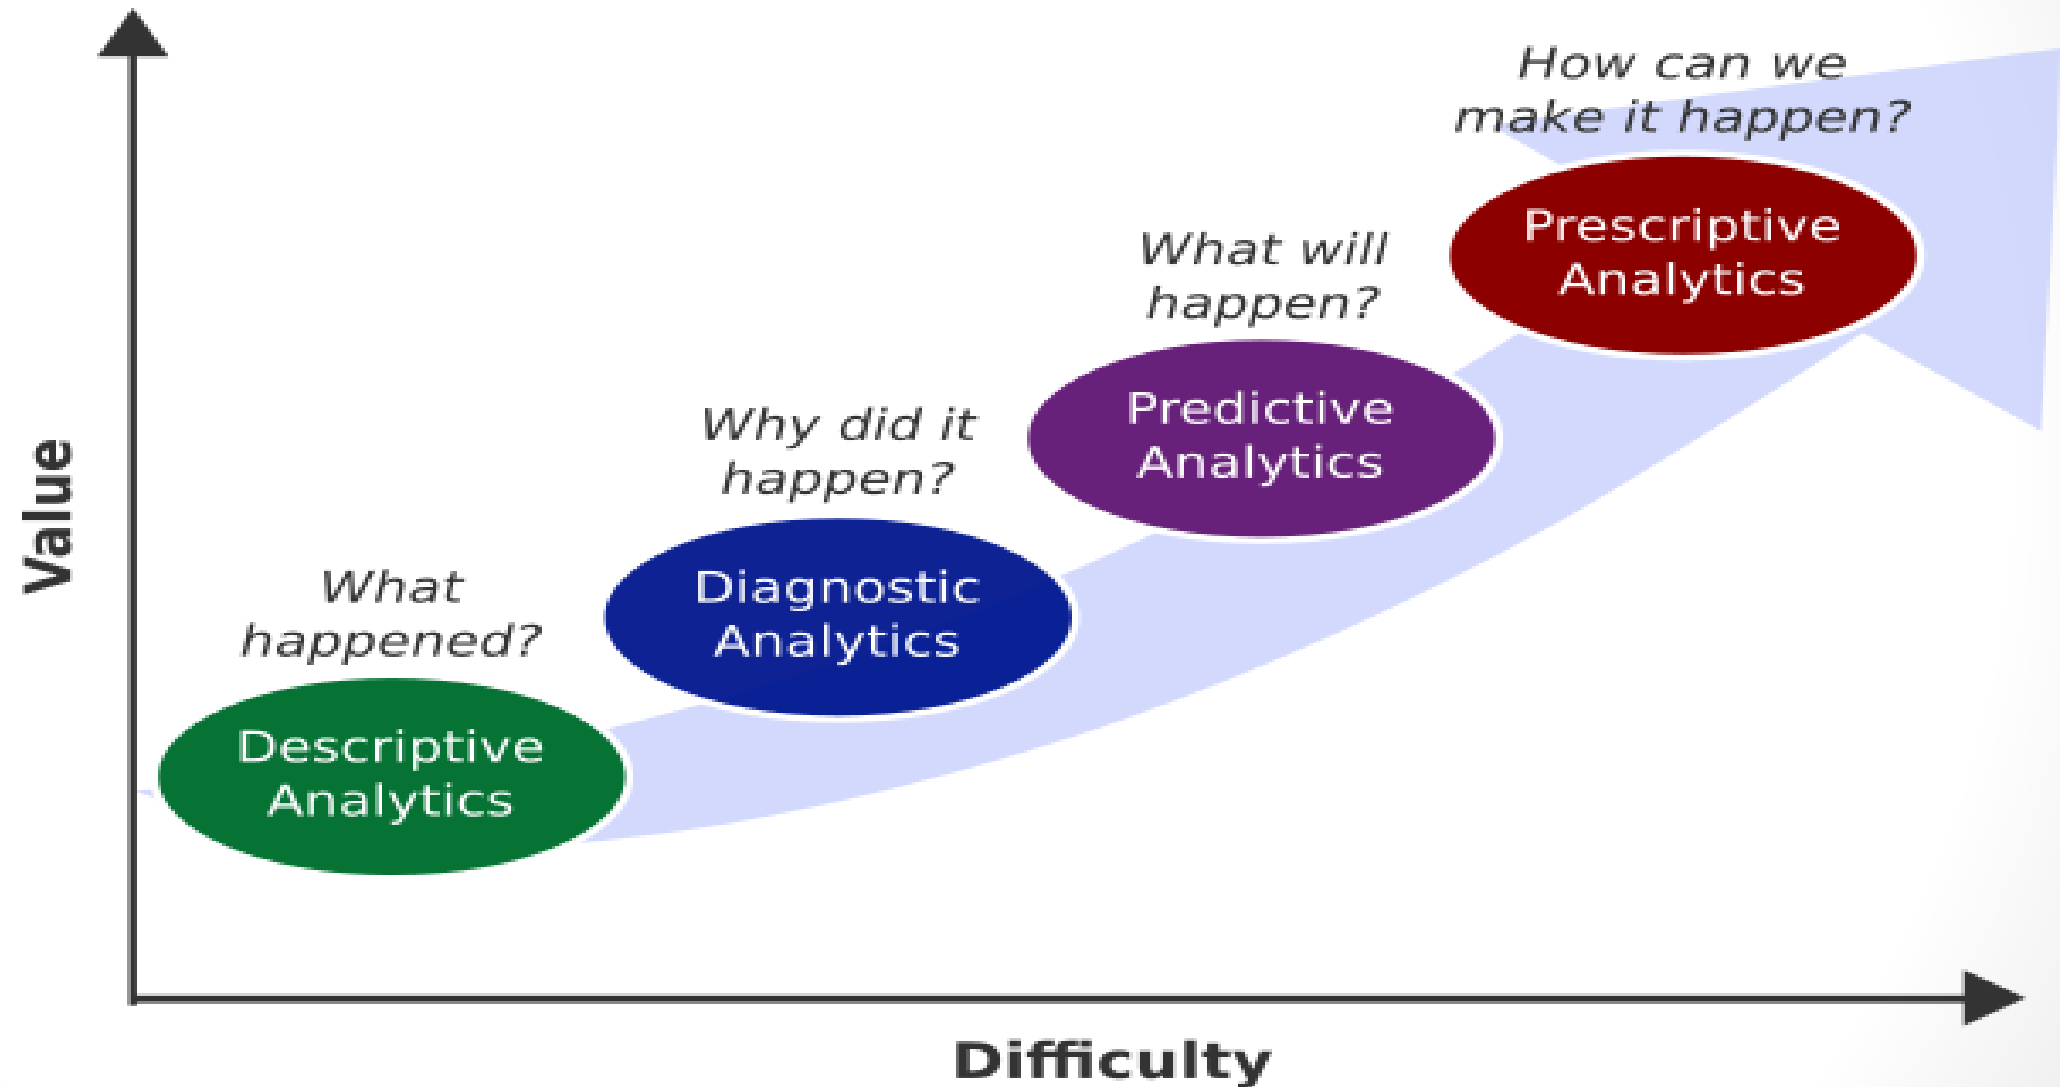 How can we
make it happen?
Prescriptive
Analytics
What will
happen?
Predictive
Analytics
Why did it
happen?
Diagnostic
Analytics
What
happened?
Descriptive
Analytics
Value
Difficulty